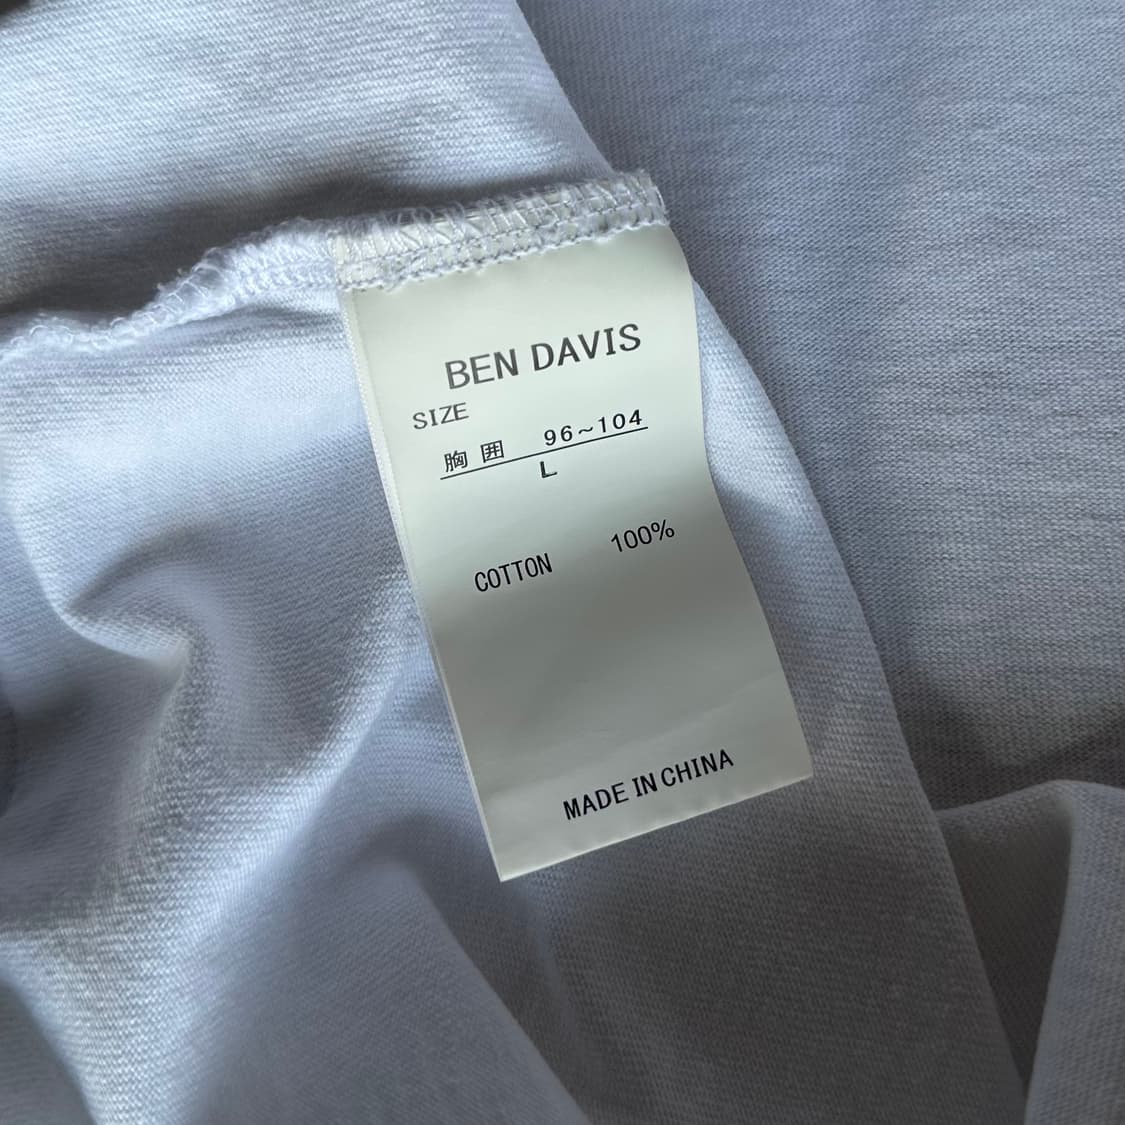 BEN DAVIS
SIZE
胸囲 96~104
L
COTTON 100%
MADE IN CHINA